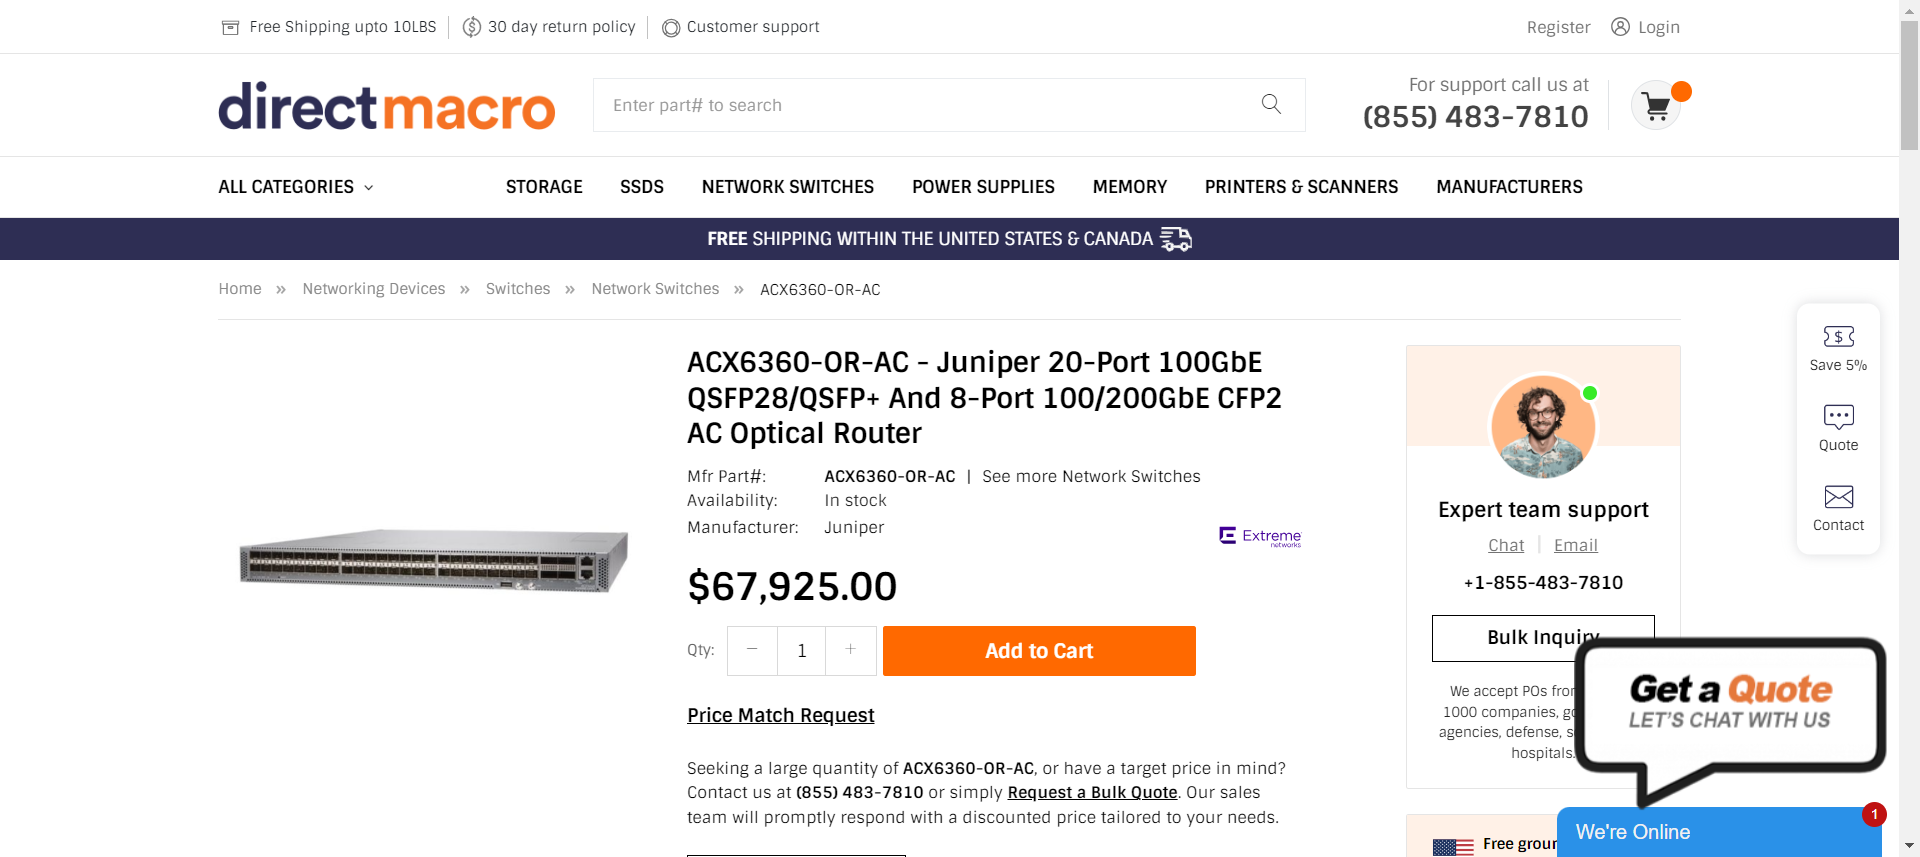 Free Shipping upto 10LBS
30 day return policy
Customer support
Register
Login
directmacro
Enter part# to search
For support call us at
(855) 483-7810
ALL CATEGORIES
STORAGE
SSDS
NETWORK SWITCHES
POWER SUPPLIES
MEMORY
PRINTERS & SCANNERS
MANUFACTURERS
FREE SHIPPING WITHIN THE UNITED STATES & CANADA
Home » Networking Devices » Switches » Network Switches » ACX6360-OR-AC
ACX6360-OR-AC - Juniper 20-Port 100GbE
QSFP28/QSFP+ And 8-Port 100/200GbE CFP2
AC Optical Router
Mfr Part#: ACX6360-OR-AC | See more Network Switches
Availability: In stock
Manufacturer: Juniper
Extreme
networks
$67,925.00
Qty: − 1 +
Add to Cart
Price Match Request
Seeking a large quantity of ACX6360-OR-AC, or have a target price in mind?
Contact us at (855) 483-7810 or simply Request a Bulk Quote. Our sales
team will promptly respond with a discounted price tailored to your needs.
Expert team support
Chat | Email
+1-855-483-7810
Bulk Inquiry
We accept POs from
1000 companies, go
agencies, defense, s
hospitals.
Free groun
$
Save 5%
Quote
Contact
Get a Quote
LET'S CHAT WITH US
We're Online
1